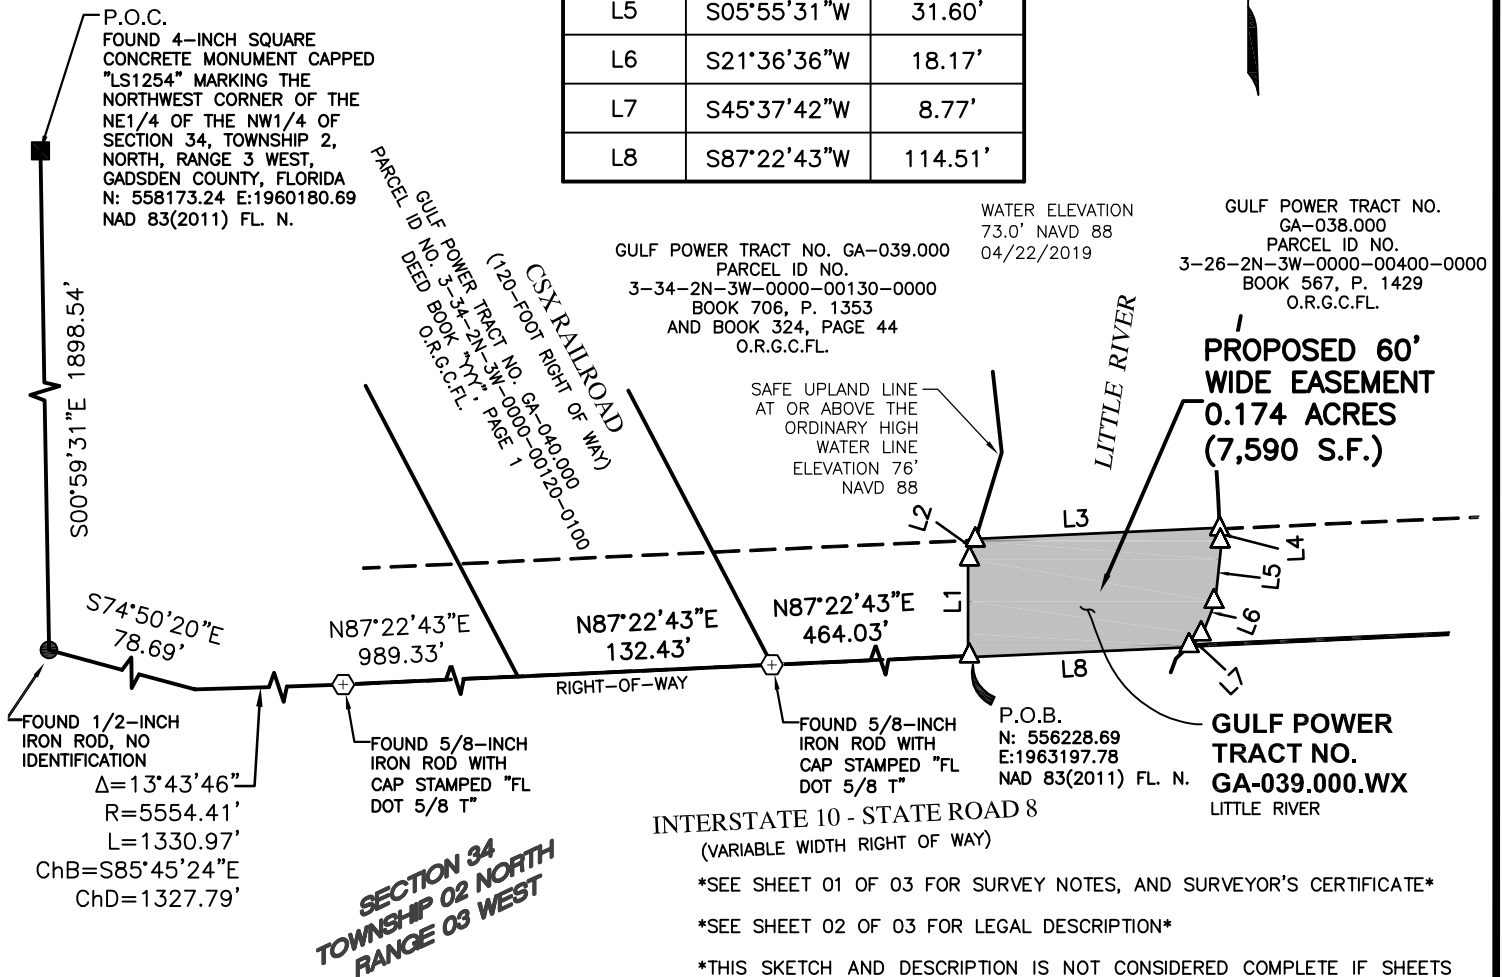 P.O.C.
FOUND 4-INCH SQUARE
CONCRETE MONUMENT CAPPED
"LS1254" MARKING THE
NORTHWEST CORNER OF THE
NE1/4 OF THE NW1/4 OF
SECTION 34, TOWNSHIP 2,
NORTH, RANGE 3 WEST,
GADSDEN COUNTY, FLORIDA
N: 558173.24 E:1960180.69
NAD 83(2011) FL. N.
L5 S05°55'31"W 31.60'
L6 S21°36'36"W 18.17'
L7 S45°37'42"W 8.77'
L8 S87°22'43"W 114.51'
S00°59'31"E 1898.54'
GULF POWER TRACT NO. GA-040.000
PARCEL ID NO. 3-34-2N-3W-0000-00120-0100
DEED BOOK "YYY", PAGE 1
O.R.G.C.FL.
CSX RAILROAD
(120-FOOT RIGHT OF WAY)
GULF POWER TRACT NO. GA-039.000
PARCEL ID NO.
3-34-2N-3W-0000-00130-0000
BOOK 706, P. 1353
AND BOOK 324, PAGE 44
O.R.G.C.FL.
WATER ELEVATION
73.0' NAVD 88
04/22/2019
GULF POWER TRACT NO.
GA-038.000
PARCEL ID NO.
3-26-2N-3W-0000-00400-0000
BOOK 567, P. 1429
O.R.G.C.FL.
LITTLE RIVER
PROPOSED 60'
WIDE EASEMENT
0.174 ACRES
(7,590 S.F.)
SAFE UPLAND LINE
AT OR ABOVE THE
ORDINARY HIGH
WATER LINE
ELEVATION 76'
NAVD 88
L2
L3
L4
L5
L1
L6
L8
L7
S74°50'20"E
78.69'
N87°22'43"E
989.33'
N87°22'43"E
132.43'
N87°22'43"E
464.03'
RIGHT-OF-WAY
FOUND 1/2-INCH
IRON ROD, NO
IDENTIFICATION
Δ=13°43'46"
R=5554.41'
L=1330.97'
ChB=S85°45'24"E
ChD=1327.79'
FOUND 5/8-INCH
IRON ROD WITH
CAP STAMPED "FL
DOT 5/8 T"
FOUND 5/8-INCH
IRON ROD WITH
CAP STAMPED "FL
DOT 5/8 T"
P.O.B.
N: 556228.69
E:1963197.78
NAD 83(2011) FL. N.
GULF POWER
TRACT NO.
GA-039.000.WX
LITTLE RIVER
INTERSTATE 10 - STATE ROAD 8
(VARIABLE WIDTH RIGHT OF WAY)
SECTION 34
TOWNSHIP 02 NORTH
RANGE 03 WEST
*SEE SHEET 01 OF 03 FOR SURVEY NOTES, AND SURVEYOR'S CERTIFICATE*
*SEE SHEET 02 OF 03 FOR LEGAL DESCRIPTION*
*THIS SKETCH AND DESCRIPTION IS NOT CONSIDERED COMPLETE IF SHEETS